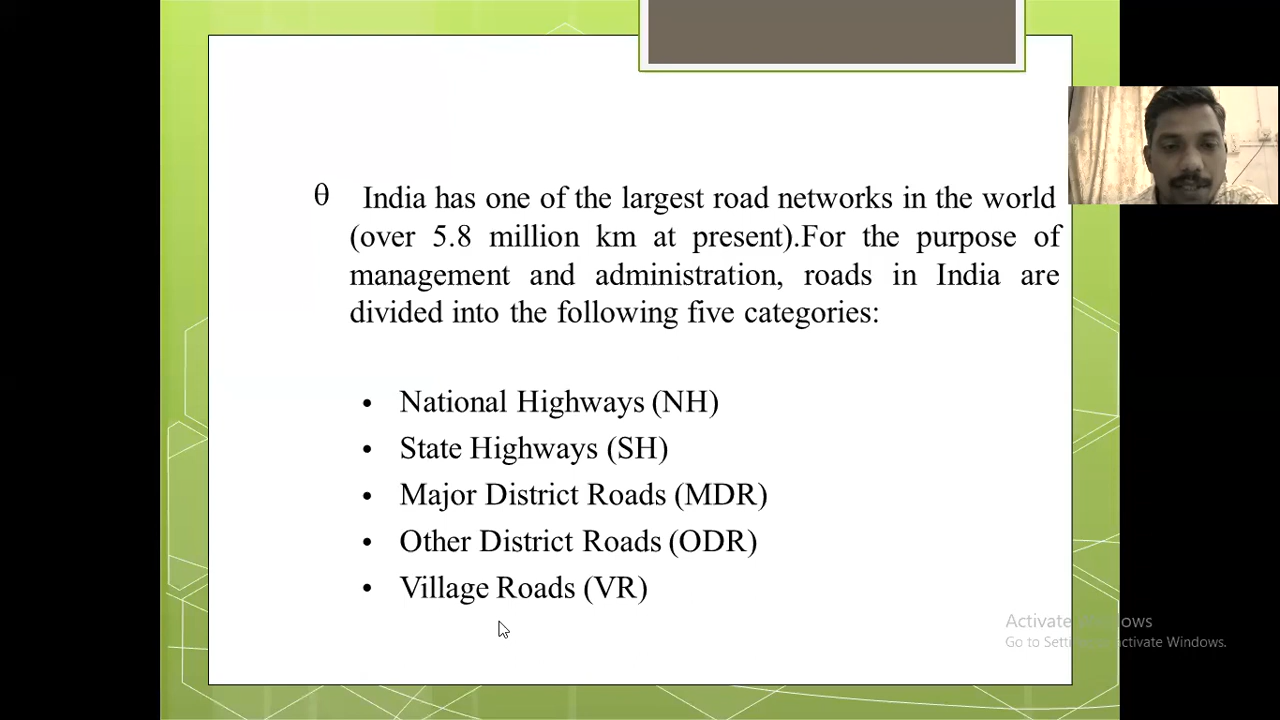 θ India has one of the largest road networks in the world
(over 5.8 million km at present).For the purpose of
management and administration, roads in India are
divided into the following five categories:
• National Highways (NH)
• State Highways (SH)
• Major District Roads (MDR)
• Other District Roads (ODR)
• Village Roads (VR)
Activate
Go to activate Windows.